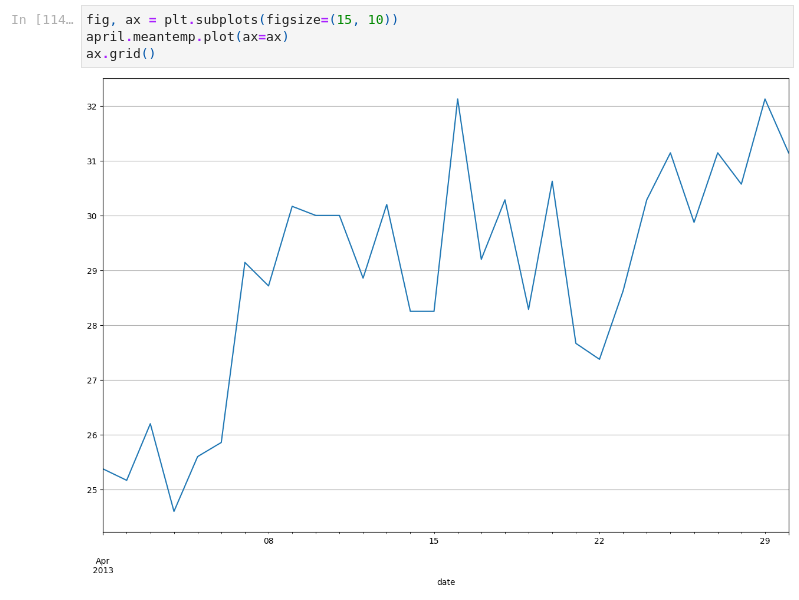 In [114…
fig, ax = plt.subplots(figsize=(15, 10))
april.meantemp.plot(ax=ax)
ax.grid()
32
31
30
29
28
27
26
25
08
15
22
29
Apr
2013
date